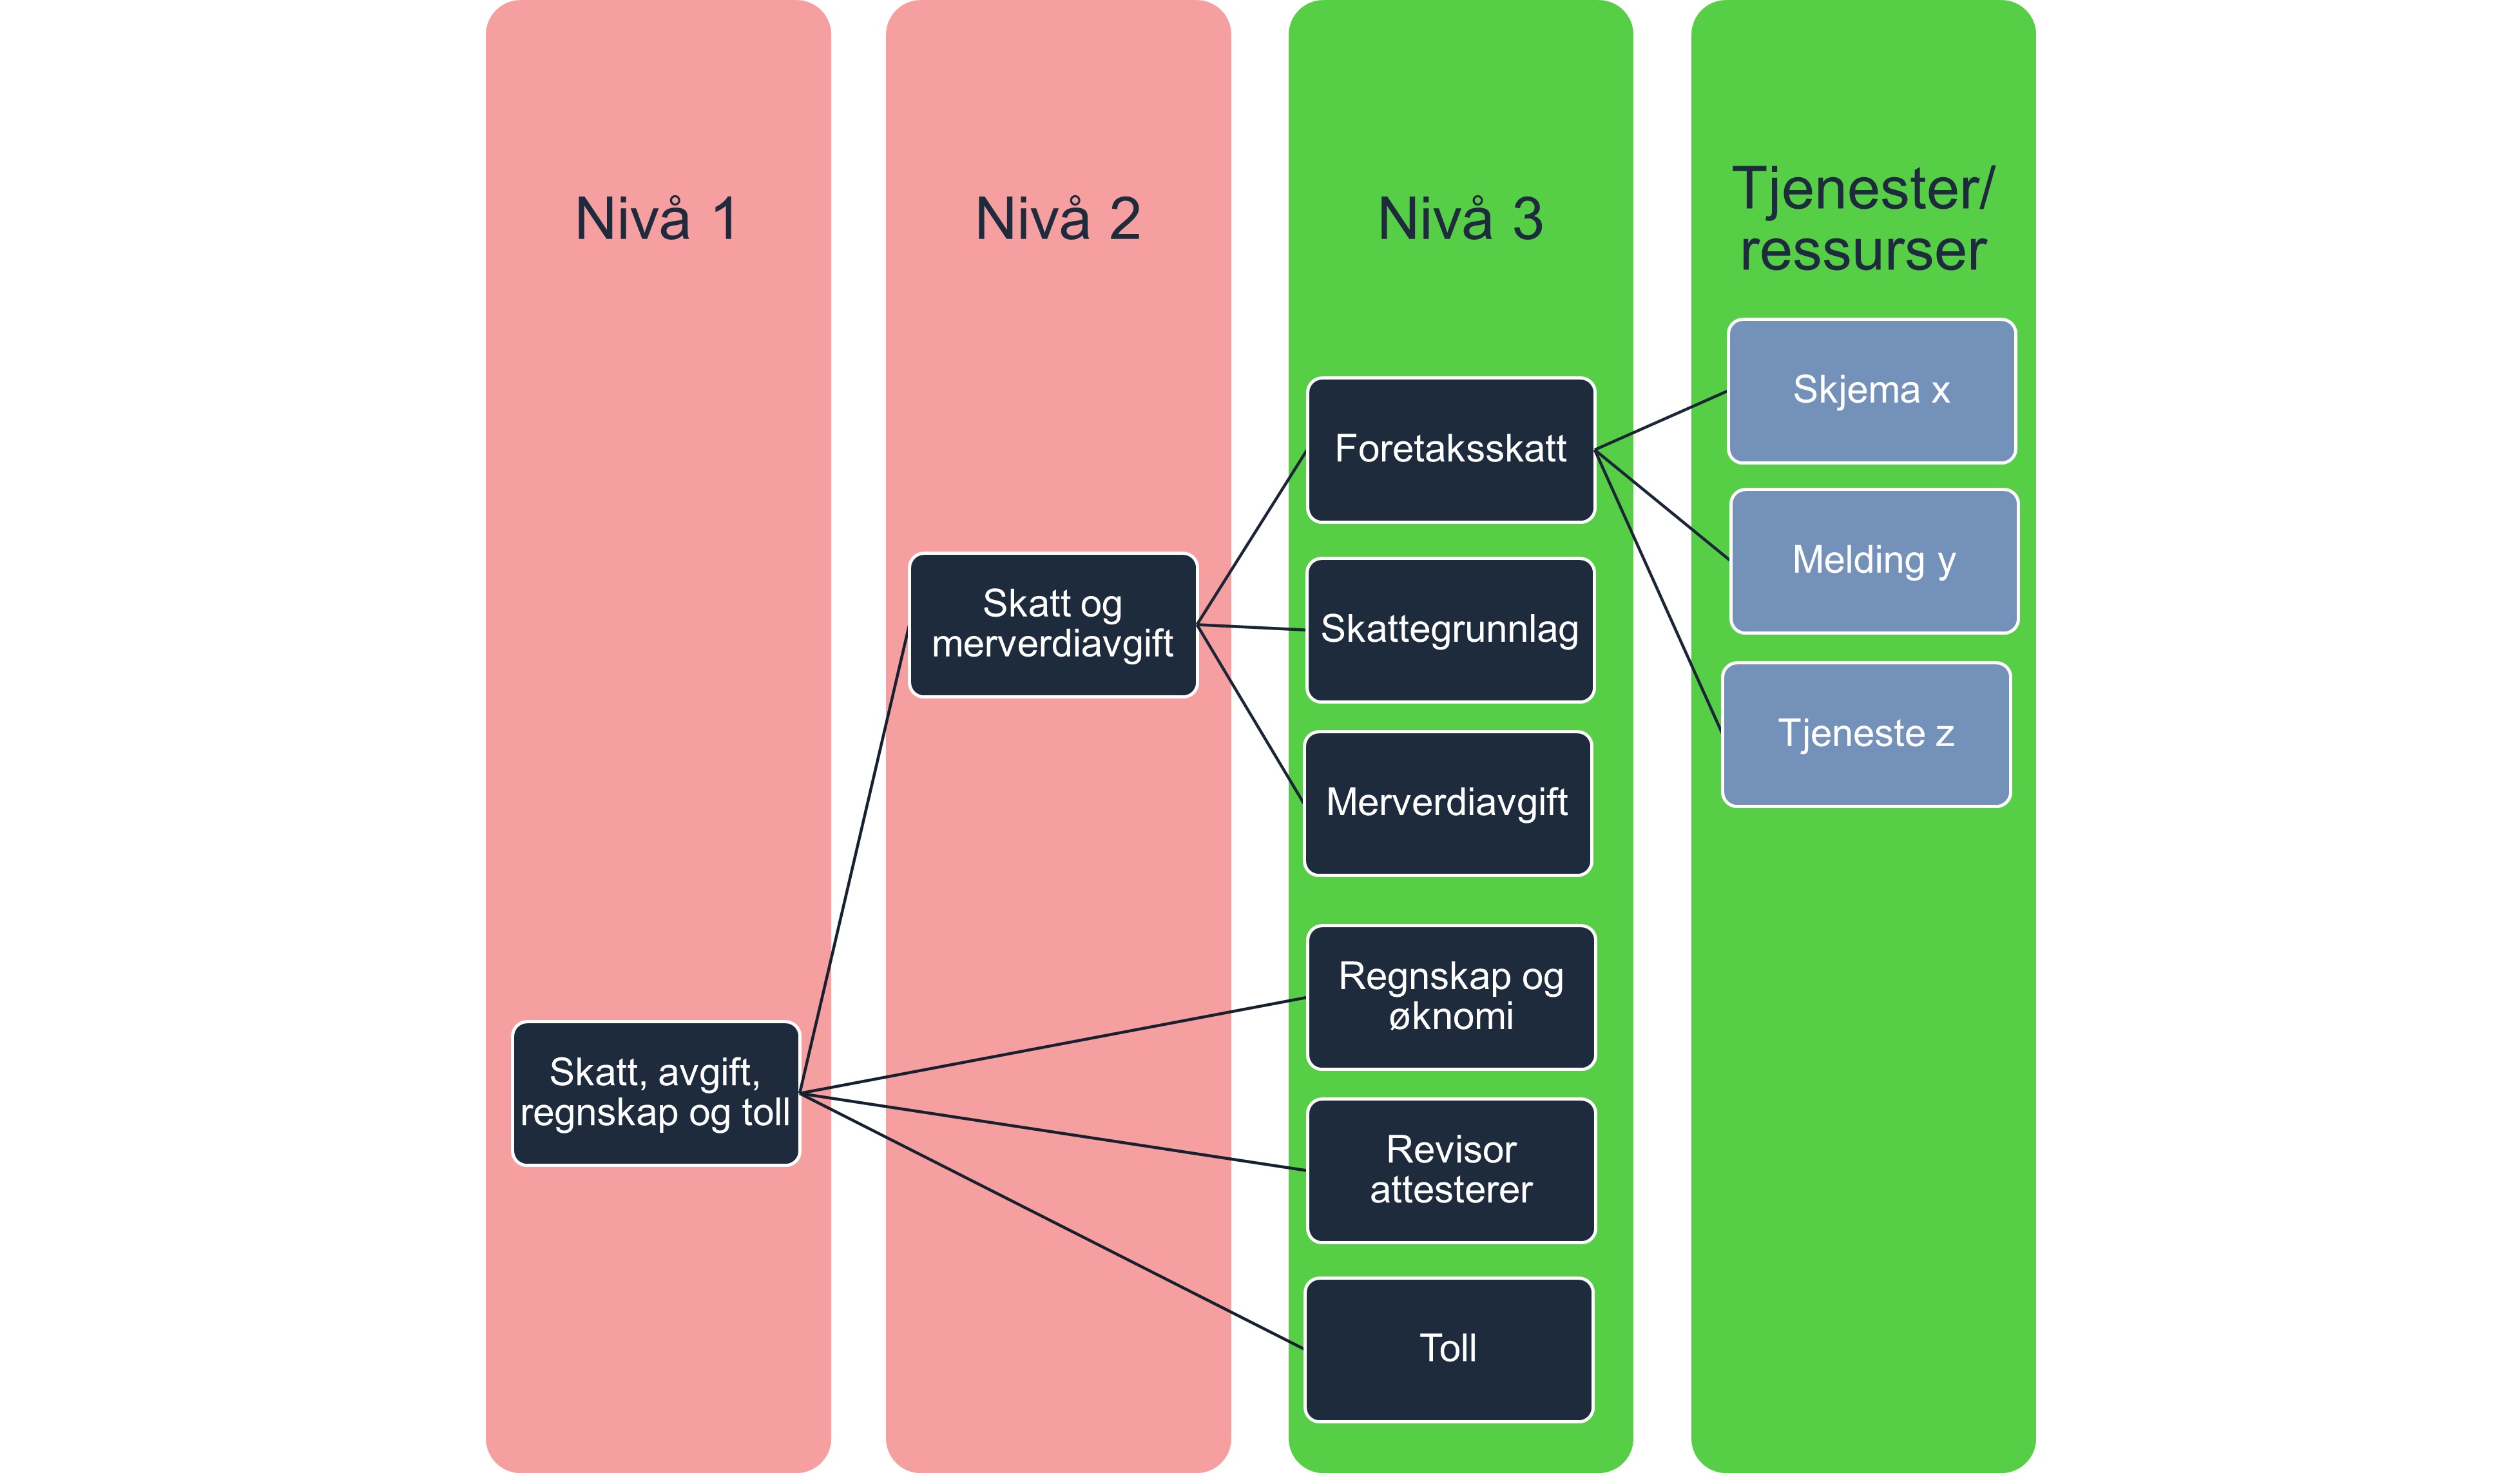 Nivå 1
Nivå 2
Nivå 3
Tjenester/
ressurser
Skatt, avgift,
regnskap og toll
Skatt og
merverdiavgift
Foretaksskatt
Skattegrunnlag
Merverdiavgift
Regnskap og
øknomi
Revisor
attesterer
Toll
Skjema x
Melding y
Tjeneste z